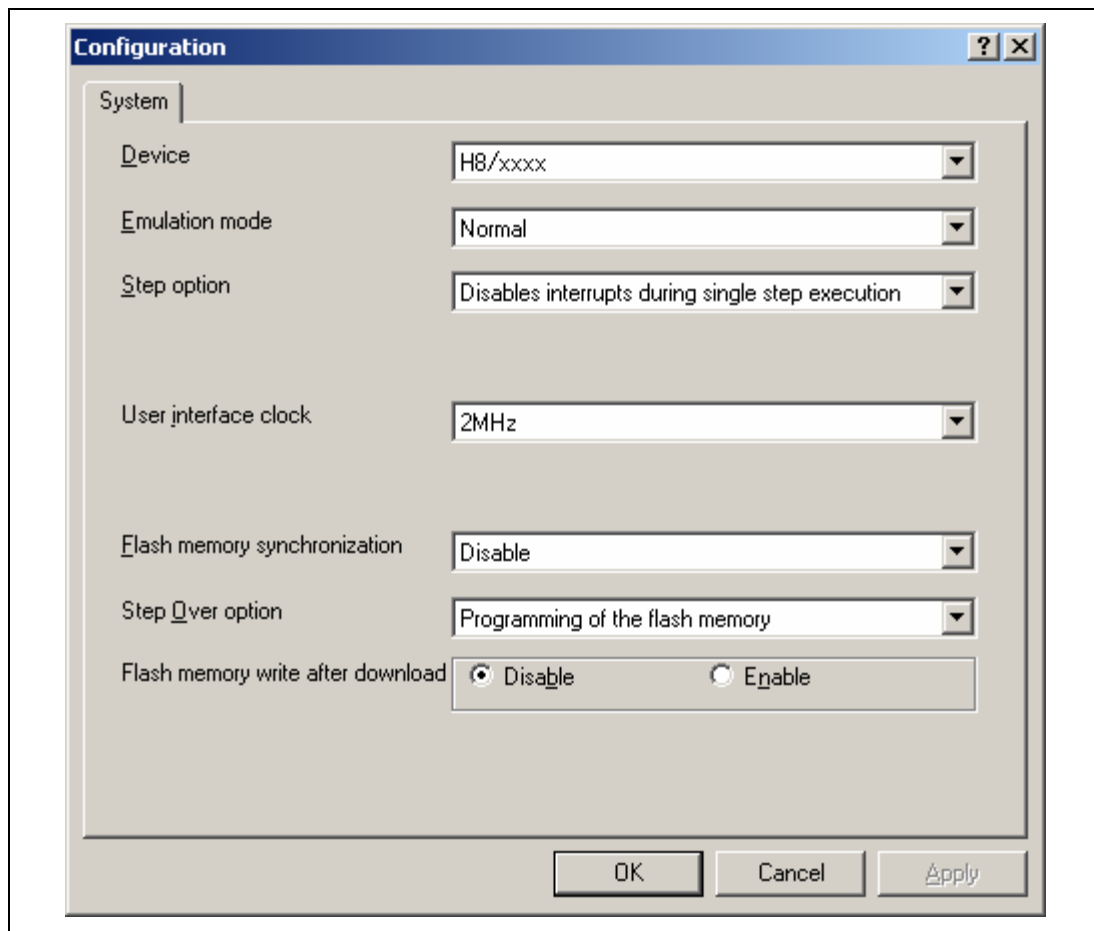 Configuration
System
Device H8/xxxx
Emulation mode Normal
Step option Disables interrupts during single step execution
User interface clock 2MHz
Flash memory synchronization Disable
Step Over option Programming of the flash memory
Flash memory write after download Disable Enable
OK Cancel Apply